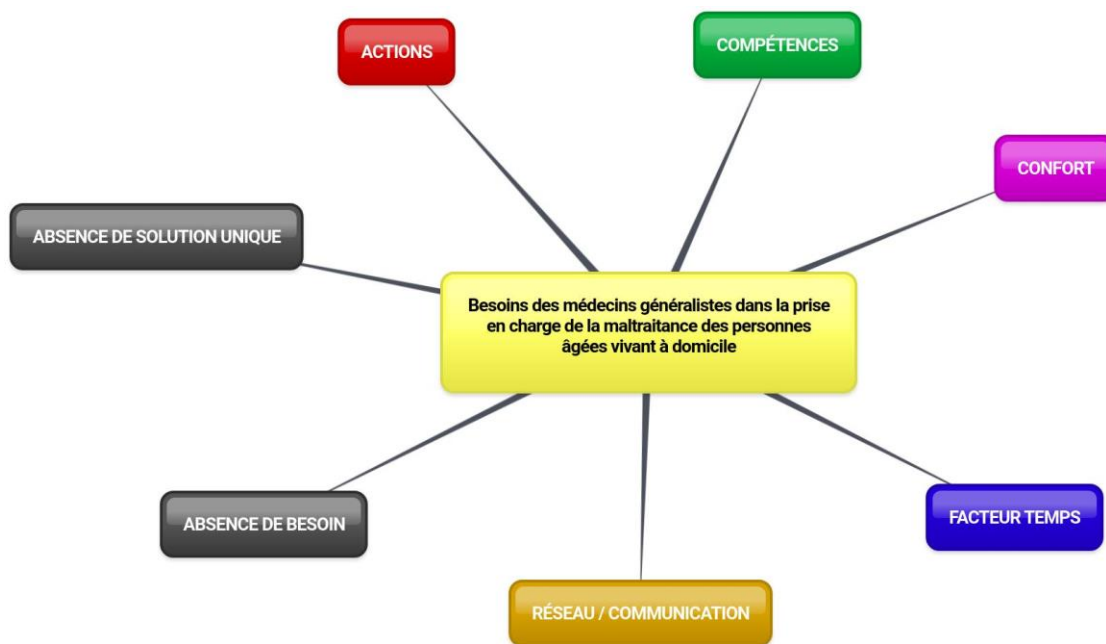 ACTIONS
COMPÉTENCES
CONFORT
ABSENCE DE SOLUTION UNIQUE
Besoins des médecins généralistes dans la prise
en charge de la maltraitance des personnes
âgées vivant à domicile
ABSENCE DE BESOIN
FACTEUR TEMPS
RÉSEAU / COMMUNICATION